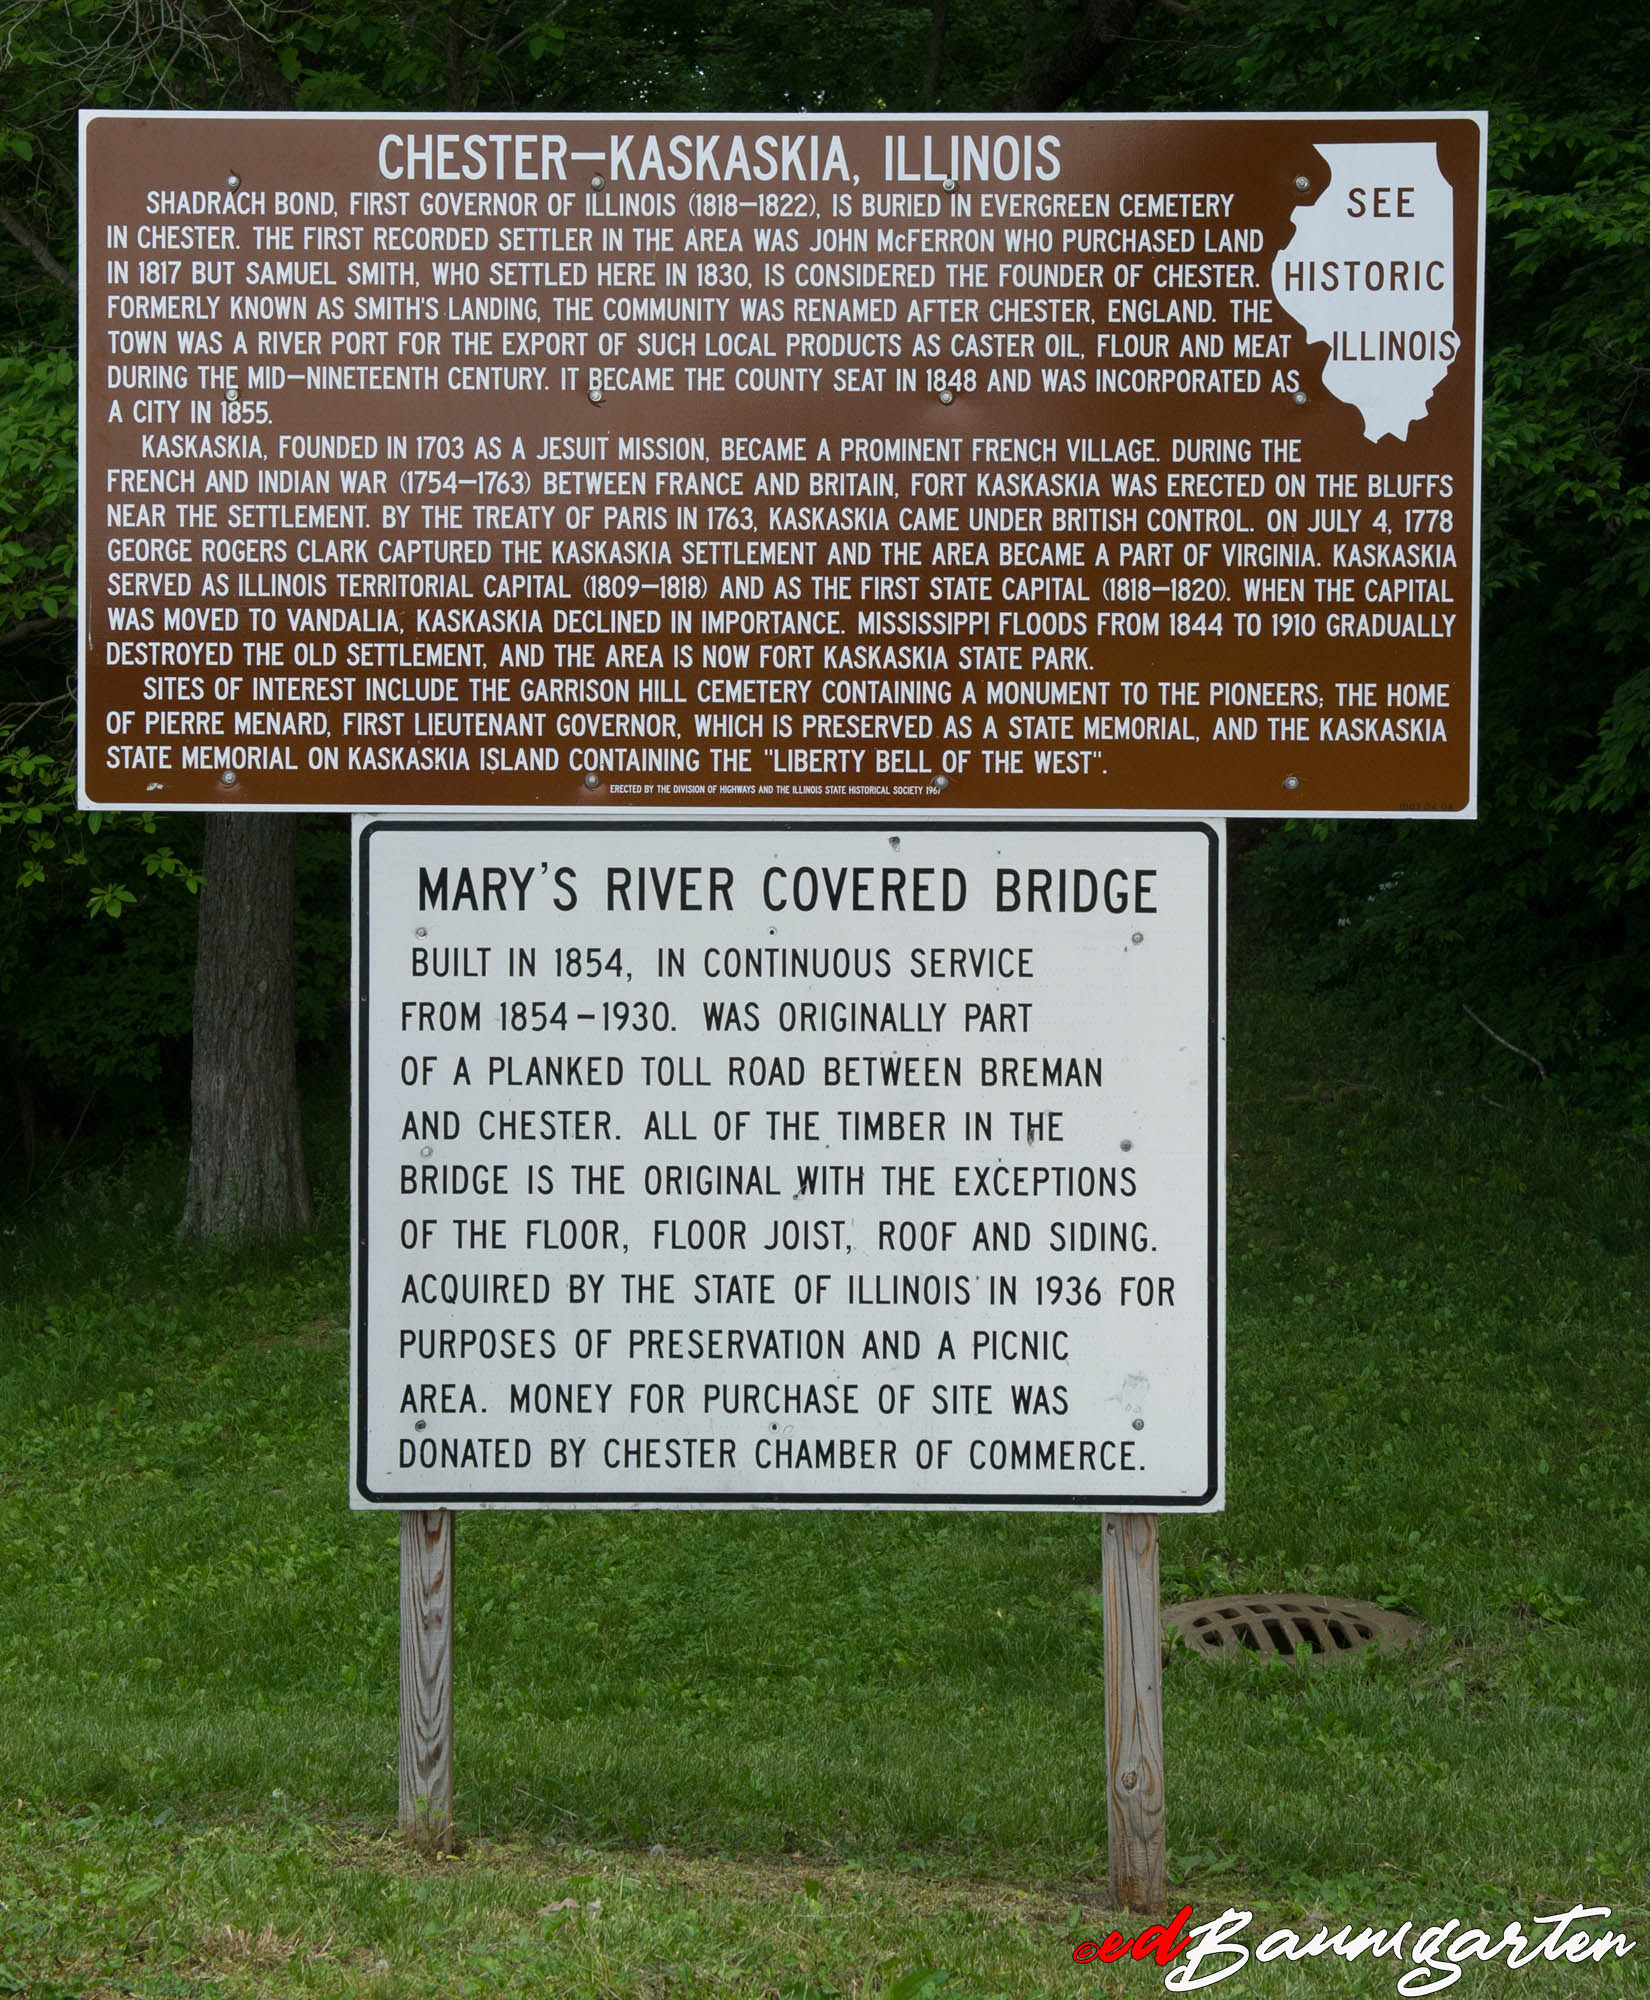 CHESTER–KASKASKIA, ILLINOIS
SHADRACH BOND, FIRST GOVERNOR OF ILLINOIS (1818–1822), IS BURIED IN EVERGREEN CEMETERY
IN CHESTER. THE FIRST RECORDED SETTLER IN THE AREA WAS JOHN McFERRON WHO PURCHASED LAND
IN 1817 BUT SAMUEL SMITH, WHO SETTLED HERE IN 1830, IS CONSIDERED THE FOUNDER OF CHESTER.
FORMERLY KNOWN AS SMITH'S LANDING, THE COMMUNITY WAS RENAMED AFTER CHESTER, ENGLAND. THE
TOWN WAS A RIVER PORT FOR THE EXPORT OF SUCH LOCAL PRODUCTS AS CASTER OIL, FLOUR AND MEAT
DURING THE MID–NINETEENTH CENTURY. IT BECAME THE COUNTY SEAT IN 1848 AND WAS INCORPORATED AS
A CITY IN 1855.
SEE
HISTORIC
ILLINOIS
KASKASKIA, FOUNDED IN 1703 AS A JESUIT MISSION, BECAME A PROMINENT FRENCH VILLAGE. DURING THE
FRENCH AND INDIAN WAR (1754–1763) BETWEEN FRANCE AND BRITAIN, FORT KASKASKIA WAS ERECTED ON THE BLUFFS
NEAR THE SETTLEMENT. BY THE TREATY OF PARIS IN 1763, KASKASKIA CAME UNDER BRITISH CONTROL. ON JULY 4, 1778
GEORGE ROGERS CLARK CAPTURED THE KASKASKIA SETTLEMENT AND THE AREA BECAME A PART OF VIRGINIA. KASKASKIA
SERVED AS ILLINOIS TERRITORIAL CAPITAL (1809–1818) AND AS THE FIRST STATE CAPITAL (1818–1820). WHEN THE CAPITAL
WAS MOVED TO VANDALIA, KASKASKIA DECLINED IN IMPORTANCE. MISSISSIPPI FLOODS FROM 1844 TO 1910 GRADUALLY
DESTROYED THE OLD SETTLEMENT, AND THE AREA IS NOW FORT KASKASKIA STATE PARK.
SITES OF INTEREST INCLUDE THE GARRISON HILL CEMETERY CONTAINING A MONUMENT TO THE PIONEERS; THE HOME
OF PIERRE MENARD, FIRST LIEUTENANT GOVERNOR, WHICH IS PRESERVED AS A STATE MEMORIAL, AND THE KASKASKIA
STATE MEMORIAL ON KASKASKIA ISLAND CONTAINING THE "LIBERTY BELL OF THE WEST".
ERECTED BY THE DIVISION OF HIGHWAYS AND THE ILLINOIS STATE HISTORICAL SOCIETY 1967
MARY'S RIVER COVERED BRIDGE
BUILT IN 1854, IN CONTINUOUS SERVICE
FROM 1854–1930. WAS ORIGINALLY PART
OF A PLANKED TOLL ROAD BETWEEN BREMAN
AND CHESTER. ALL OF THE TIMBER IN THE
BRIDGE IS THE ORIGINAL WITH THE EXCEPTIONS
OF THE FLOOR, FLOOR JOIST, ROOF AND SIDING.
ACQUIRED BY THE STATE OF ILLINOIS IN 1936 FOR
PURPOSES OF PRESERVATION AND A PICNIC
AREA. MONEY FOR PURCHASE OF SITE WAS
DONATED BY CHESTER CHAMBER OF COMMERCE.
©edBaumgarten